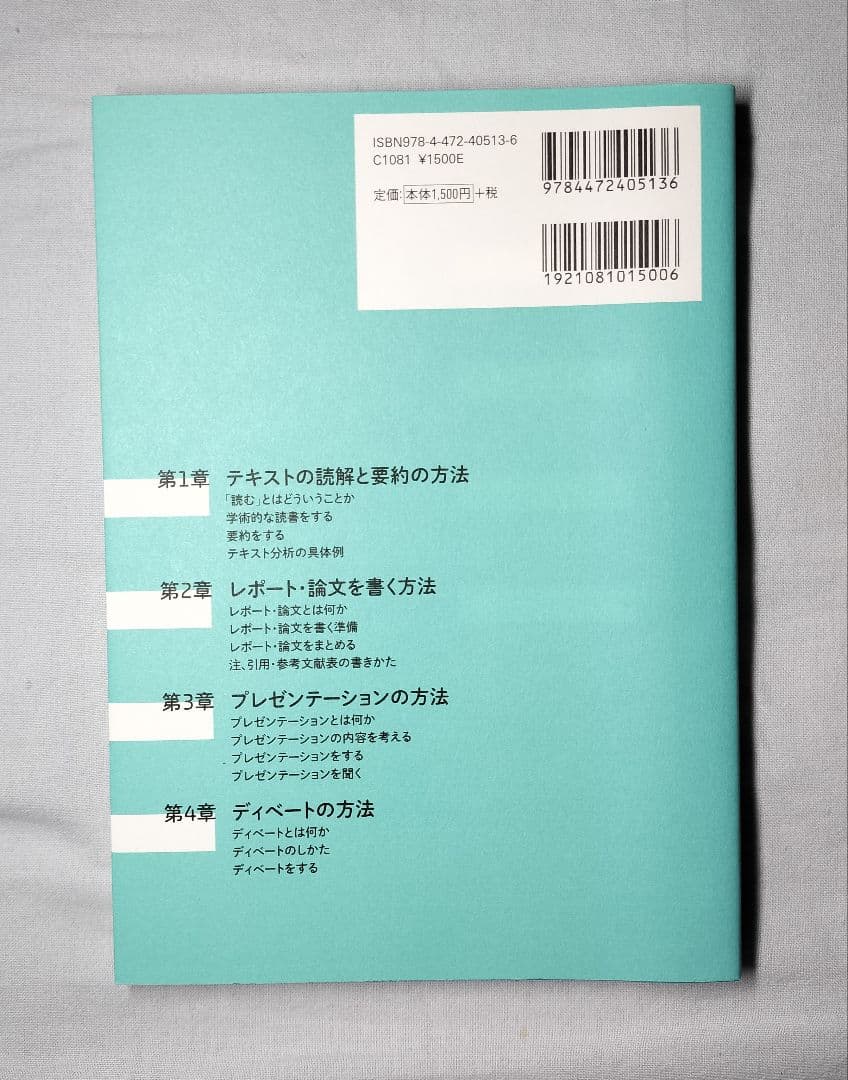 ISBN978-4-472-40513-6
C1081 ¥1500E
定価:本体1,500円+税
9784472405136
1921081015006
第1章 テキストの読解と要約の方法
「読む」とはどういうことか
学術的な読書をする
要約をする
テキスト分析の具体例
第2章 レポート・論文を書く方法
レポート・論文とは何か
レポート・論文を書く準備
レポート・論文をまとめる
注、引用・参考文献表の書きかた
第3章 プレゼンテーションの方法
プレゼンテーションとは何か
プレゼンテーションの内容を考える
プレゼンテーションをする
プレゼンテーションを聞く
第4章 ディベートの方法
ディベートとは何か
ディベートのしかた
ディベートをする